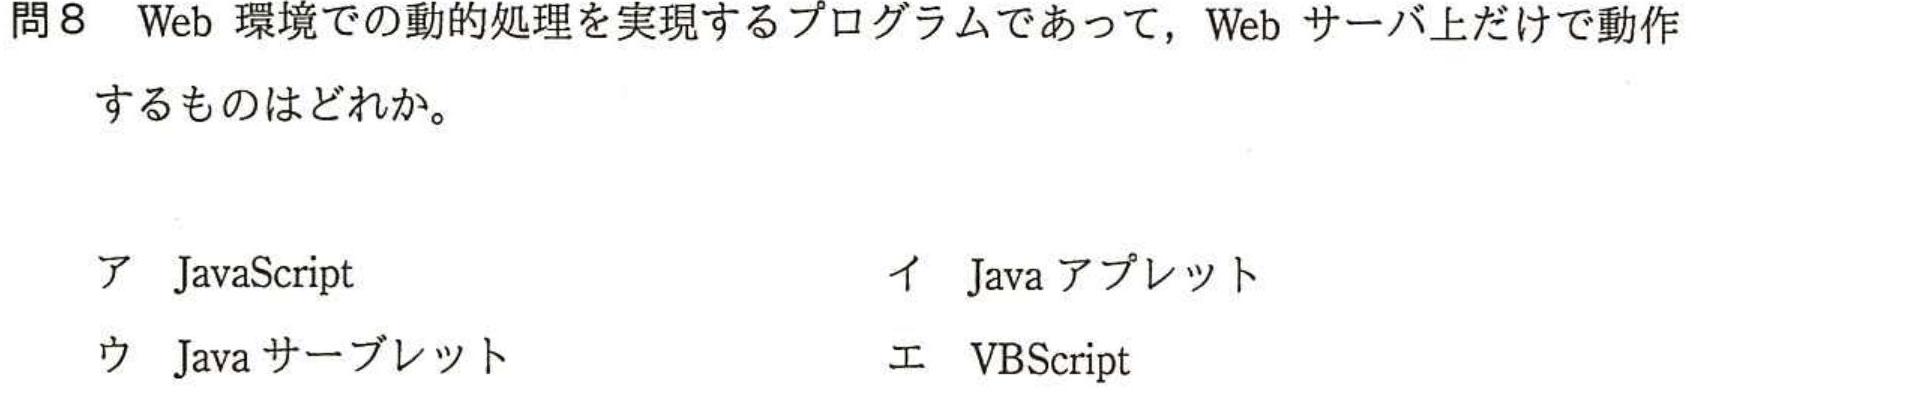 問8 Web 環境での動的処理を実現するプログラムであって，Web サーバ上だけで動作
するものはどれか。
ア JavaScript イ Java アプレット
ウ Java サーブレット エ VBScript